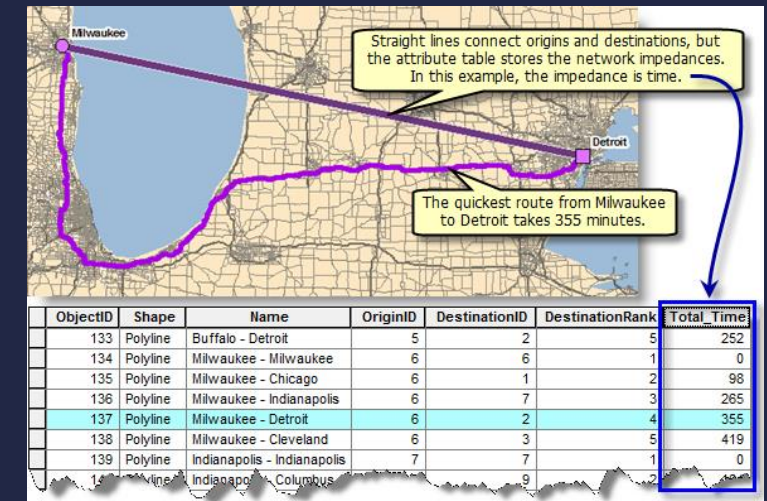 Milwaukee
Straight lines connect origins and destinations, but
the attribute table stores the network impedances.
In this example, the impedance is time.
Detroit
The quickest route from Milwaukee
to Detroit takes 355 minutes.
ObjectID Shape Name OriginID DestinationID DestinationRank Total_Time
133 Polyline Buffalo - Detroit 5 2 5 252
134 Polyline Milwaukee - Milwaukee 6 6 1 0
135 Polyline Milwaukee - Chicago 6 1 2 98
136 Polyline Milwaukee - Indianapolis 6 7 3 265
137 Polyline Milwaukee - Detroit 6 2 4 355
138 Polyline Milwaukee - Cleveland 6 3 5 419
139 Polyline Indianapolis - Indianapolis 7 7 1 0
Columbus 9 2